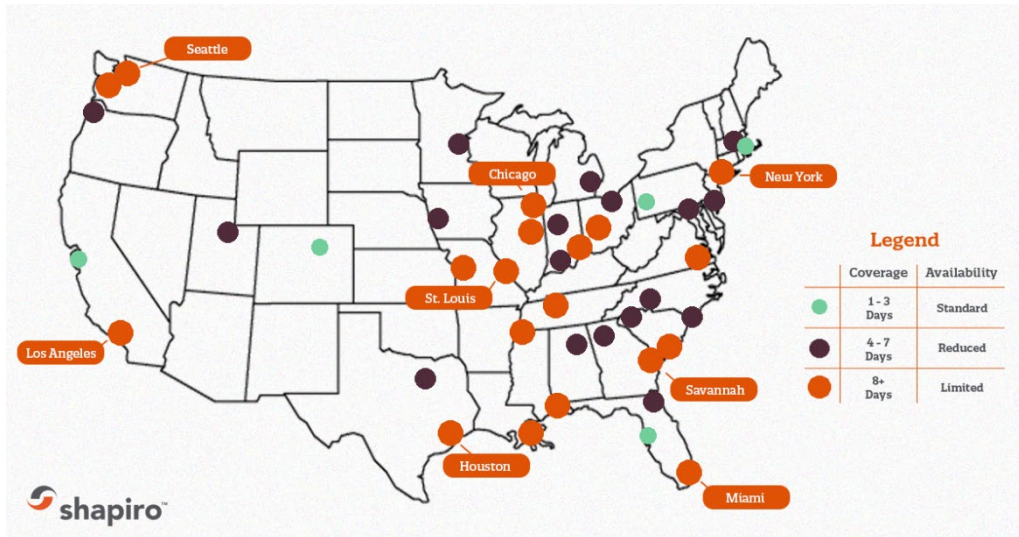 Seattle
Chicago
New York
St. Louis
Los Angeles
Savannah
Houston
Miami
Legend
Coverage Availability
1 - 3
Days
Standard
4 - 7
Days
Reduced
8+
Days
Limited
shapiro™